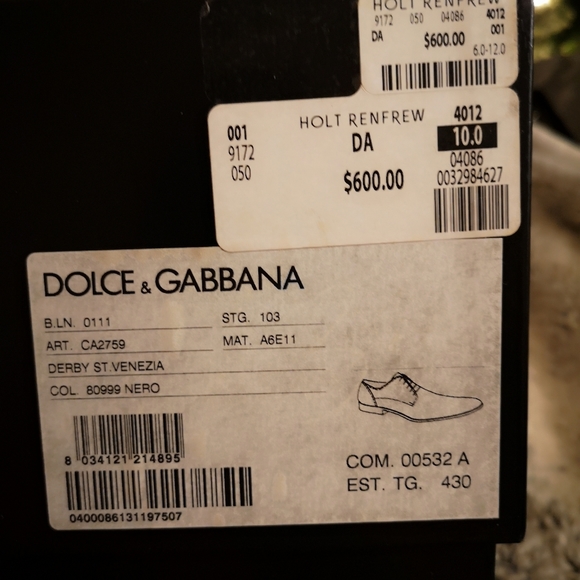 HOLT RENFREW
9172 050 04086 4012
DA $600.00 001
6.0-12.0
HOLT RENFREW 4012
001 DA 10.0
9172 04086
050 $600.00 0032984627
DOLCE & GABBANA
B.LN. 0111 STG. 103
ART. CA2759 MAT. A6E11
DERBY ST.VENEZIA
COL. 80999 NERO
8 034121 214895
COM. 00532 A
EST. TG. 430
0400086131197507